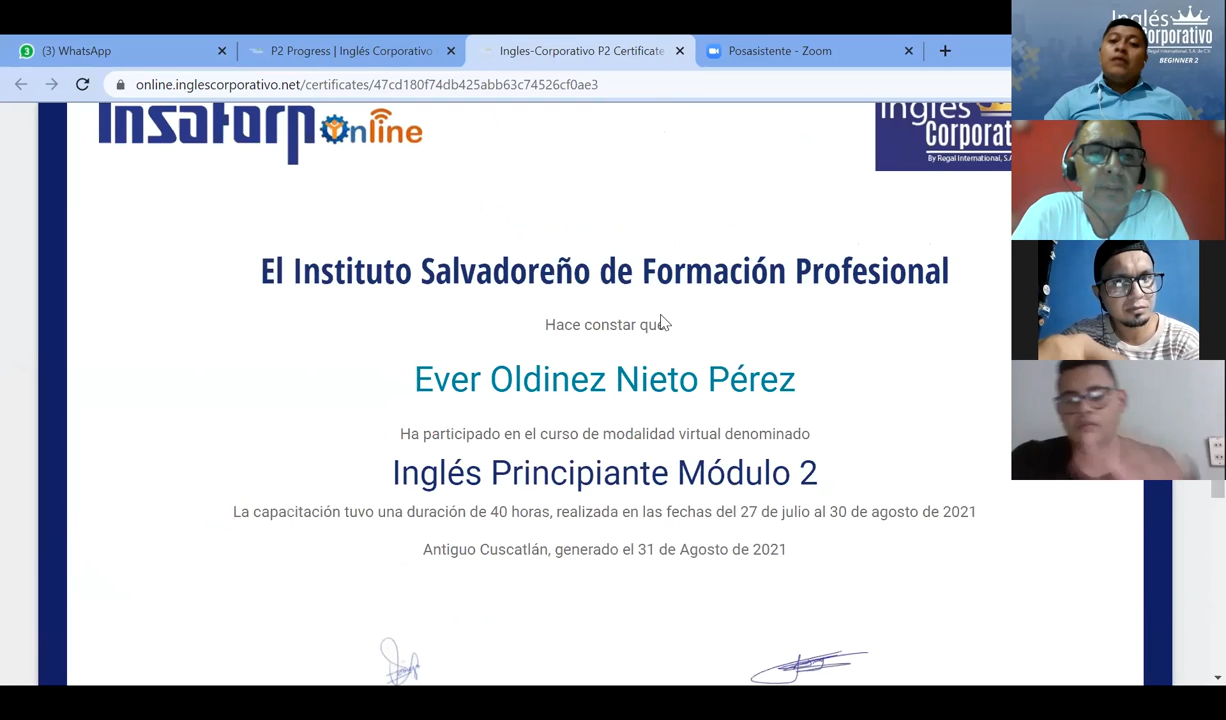 (3) WhatsApp
P2 Progress | Inglés Corporativo
Ingles-Corporativo P2 Certificate
Posasistente - Zoom
online.inglescorporativo.net/certificates/47cd180f74db425abb63c74526cf0ae3
Inglés
Corporativo
BEGINNER 2
Insaforp Online
Inglés
Corporati
By Regal International, S.A
El Instituto Salvadoreño de Formación Profesional
Hace constar que
Ever Oldinez Nieto Pérez
Ha participado en el curso de modalidad virtual denominado
Inglés Principiante Módulo 2
La capacitación tuvo una duración de 40 horas, realizada en las fechas del 27 de julio al 30 de agosto de 2021
Antiguo Cuscatlán, generado el 31 de Agosto de 2021